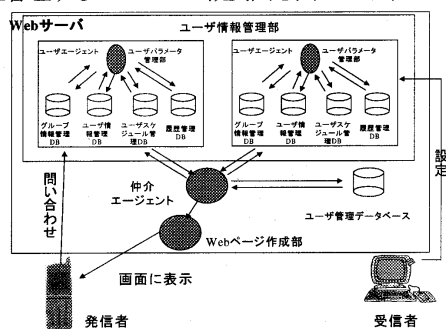 Webサーバ
ユーザ情報管理部
ユーザエージェント
ユーザパラメータ
管理部
グループ
情報管理
DB
ユーザ情
報管理
DB
ユーザスケ
ジュール管
理DB
履歴管理
DB
ユーザエージェント
ユーザパラメータ
管理部
グループ
情報管理
DB
ユーザ情
報管理
DB
ユーザスケ
ジュール管
理DB
履歴管理
DB
問い合わせ
仲介
エージェント
設定
ユーザ管理データベース
Webページ作成部
画面に表示
発信者
受信者